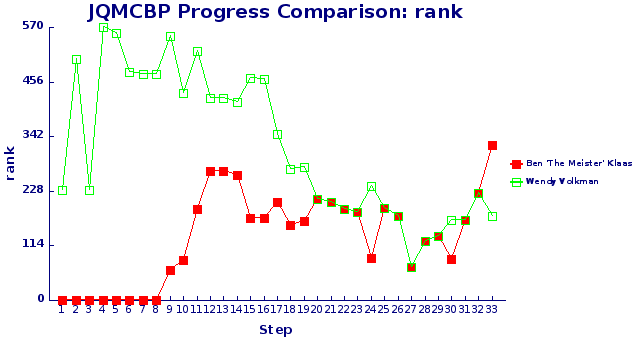 JQMCBP Progress Comparison: rank
570
456
342
228
114
0
rank
1 2 3 4 5 6 7 8 9 10 11 12 13 14 15 16 17 18 19 20 21 22 23 24 25 26 27 28 29 30 31 32 33
Step
Ben 'The Meister' Klaas
Wendy Volkman